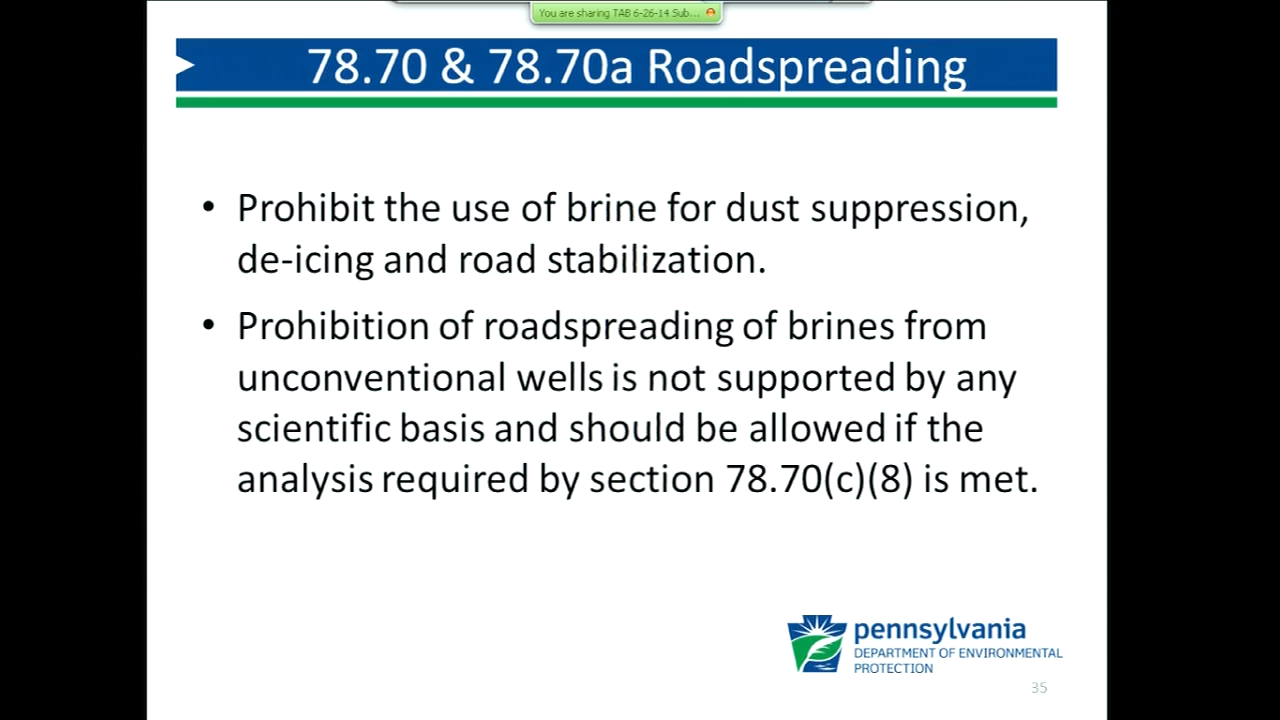 You are sharing TAB 6-26-14 Sub...
78.70 & 78.70a Roadspreading
• Prohibit the use of brine for dust suppression,
de-icing and road stabilization.
• Prohibition of roadspreading of brines from
unconventional wells is not supported by any
scientific basis and should be allowed if the
analysis required by section 78.70(c)(8) is met.
pennsylvania
DEPARTMENT OF ENVIRONMENTAL
PROTECTION
35